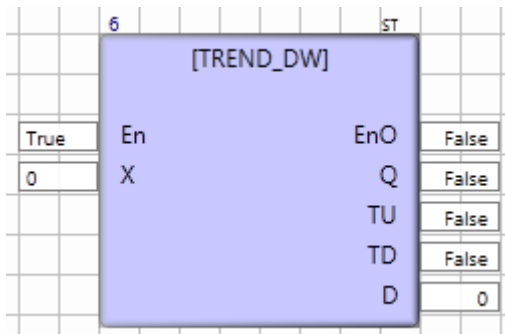 6 ST
[TREND_DW]
True En EnO False
0 X Q False
TU False
TD False
D 0